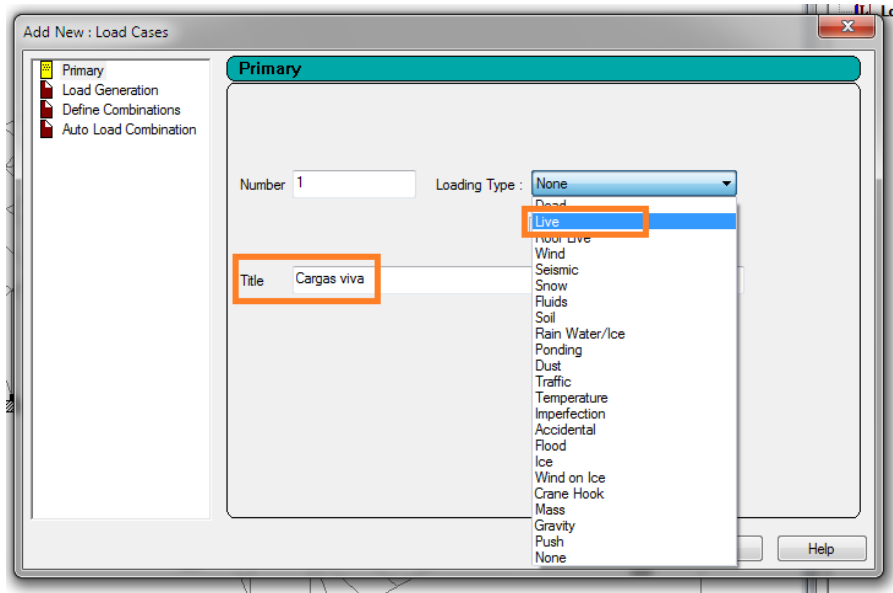 Lo
Add New : Load Cases
Primary
Load Generation
Define Combinations
Auto Load Combination
Primary
Number 1 Loading Type : None
Dead
Live
Roof Live
Wind
Seismic
Title Cargas viva
Snow
Fluids
Soil
Rain Water/Ice
Ponding
Dust
Traffic
Temperature
Imperfection
Accidental
Flood
Ice
Wind on Ice
Crane Hook
Mass
Gravity
Push
None
Help